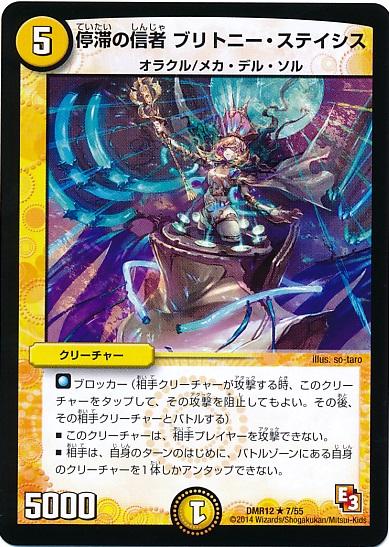 5
停滞の信者 ブリトニー・ステイシス
オラクル/メカ・デル・ソル
illus. so-taro
クリーチャー
ブロッカー(相手クリーチャーが攻撃する時、このクリ
ーチャーをタップして、その攻撃を阻止してもよい。その後、
その相手クリーチャーとバトルする)
■ このクリーチャーは、相手プレイヤーを攻撃できない。
■ 相手は、自身のターンのはじめに、バトルゾーンにある自身
のクリーチャーを1体しかアンタップできない。
5000
1
DMR12 ★ 7/55
©2014 Wizards/Shogakukan/Mitsui-Kids
E3